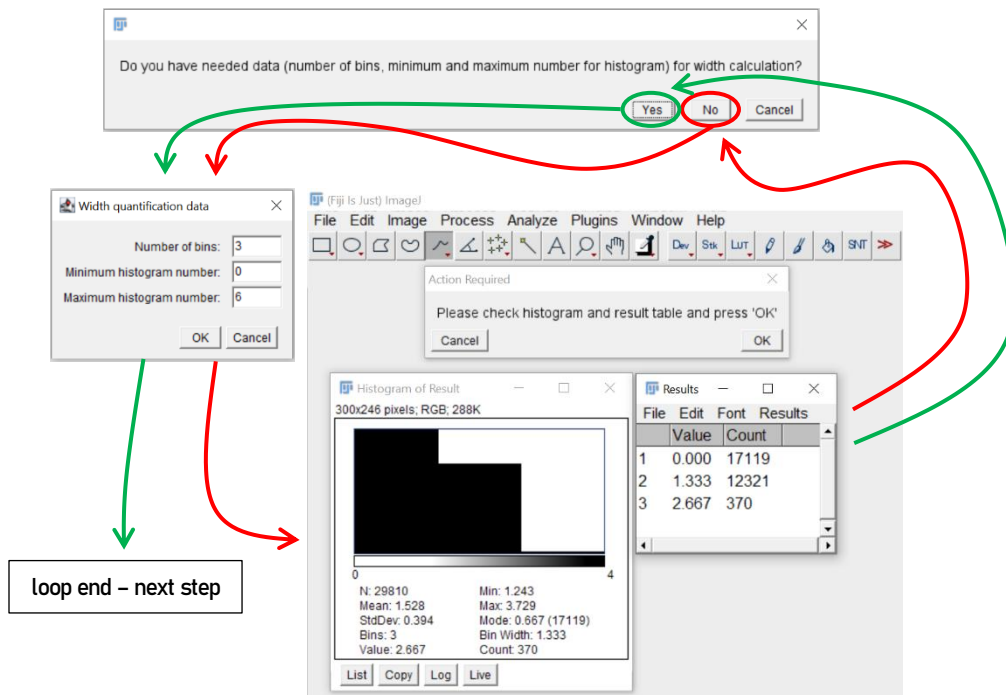 Do you have needed data (number of bins, minimum and maximum number for histogram) for width calculation?
Yes No Cancel
Width quantification data
Number of bins: 3
Minimum histogram number: 0
Maximum histogram number: 6
OK Cancel
loop end – next step
(Fiji Is Just) ImageJ
File Edit Image Process Analyze Plugins Window Help
A Dev Stk LUT SNT
Action Required
Please check histogram and result table and press 'OK'
Cancel OK
Histogram of Result
300x246 pixels; RGB; 288K
0 4
N: 29810 Min: 1.243
Mean: 1.528 Max: 3.729
StdDev: 0.394 Mode: 0.667 (17119)
Bins: 3 Bin Width: 1.333
Value: 2.667 Count: 370
List Copy Log Live
Results
File Edit Font Results
Value Count
1 0.000 17119
2 1.333 12321
3 2.667 370